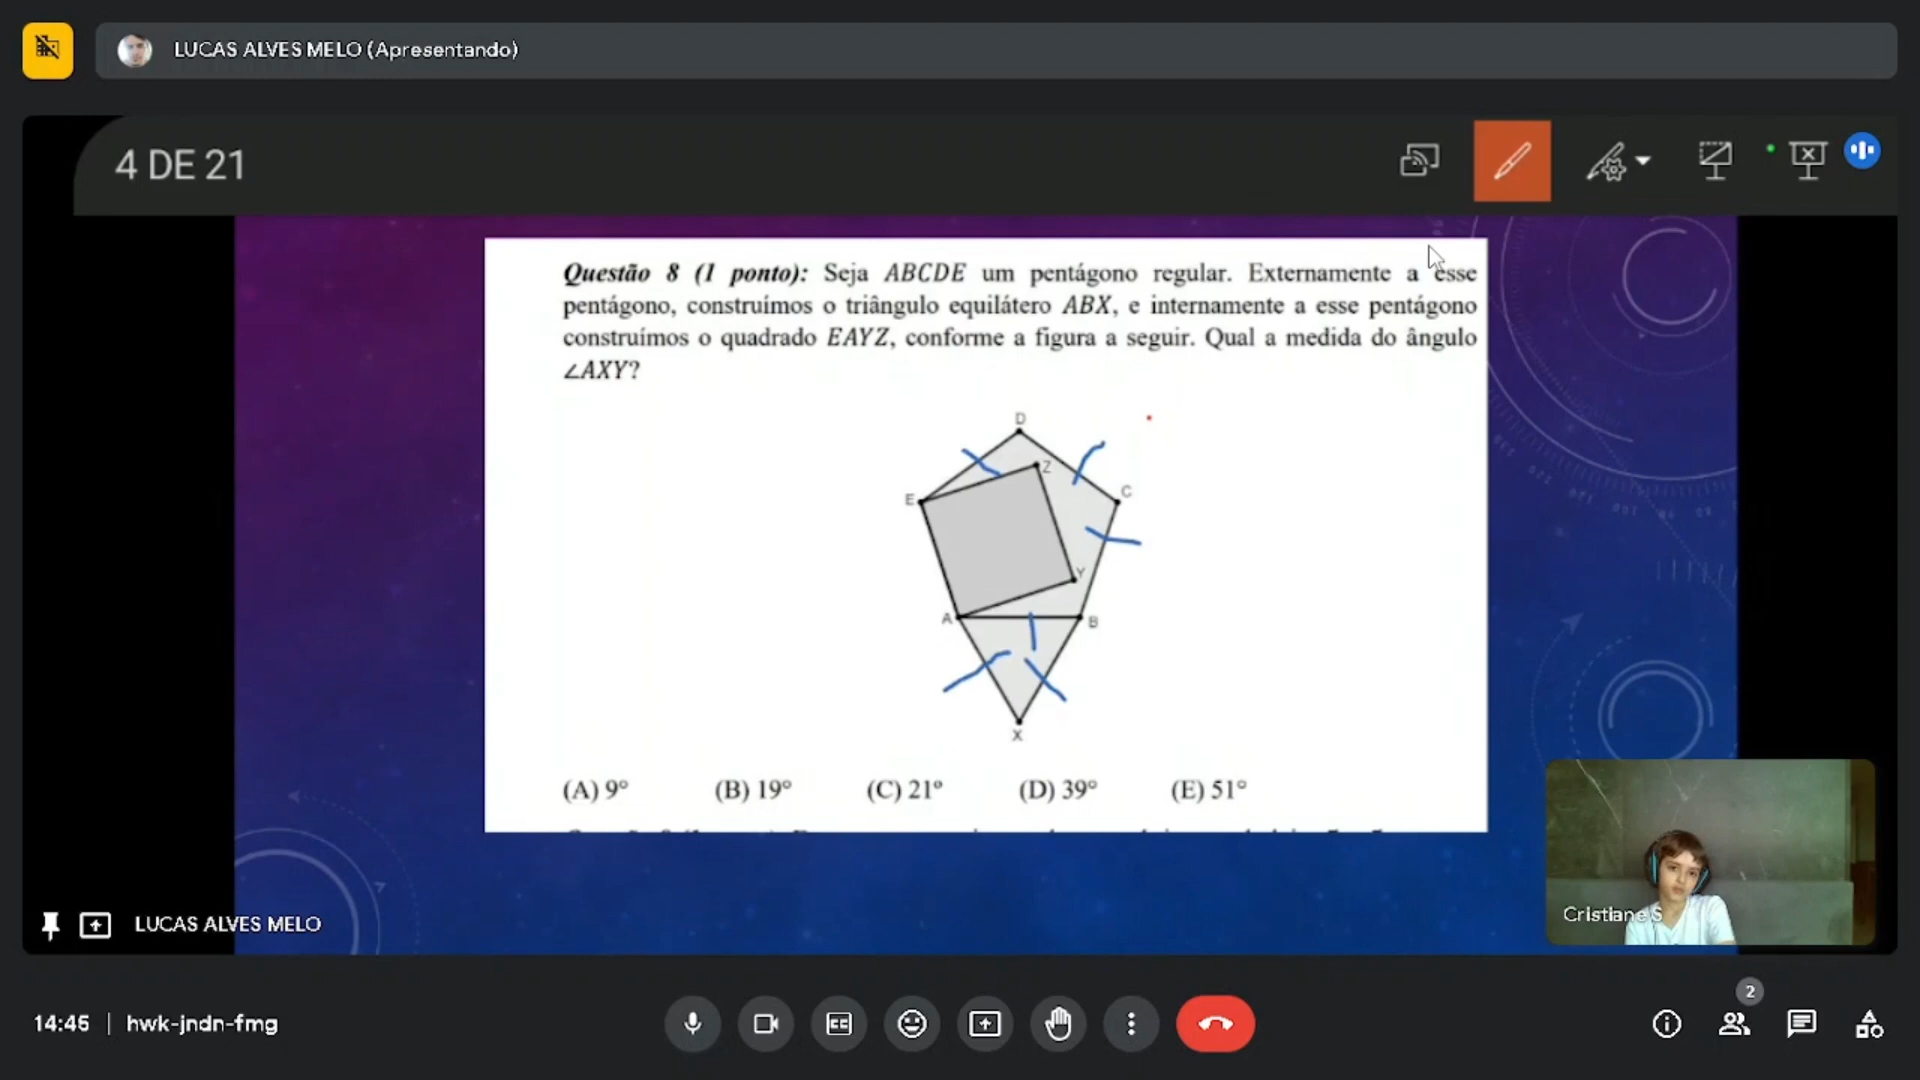 LUCAS ALVES MELO (Apresentando)
4 DE 21
Questão 8 (1 ponto): Seja ABCDE um pentágono regular. Externamente a esse
pentágono, construímos o triângulo equilátero ABX, e internamente a esse pentágono
construímos o quadrado EAYZ, conforme a figura a seguir. Qual a medida do ângulo
∠AXY?
D
Z
E
C
Y
A
B
X
(A) 9° (B) 19° (C) 21° (D) 39° (E) 51°
LUCAS ALVES MELO
Cristiane S
14:46 | hwk-jndn-fmg
2